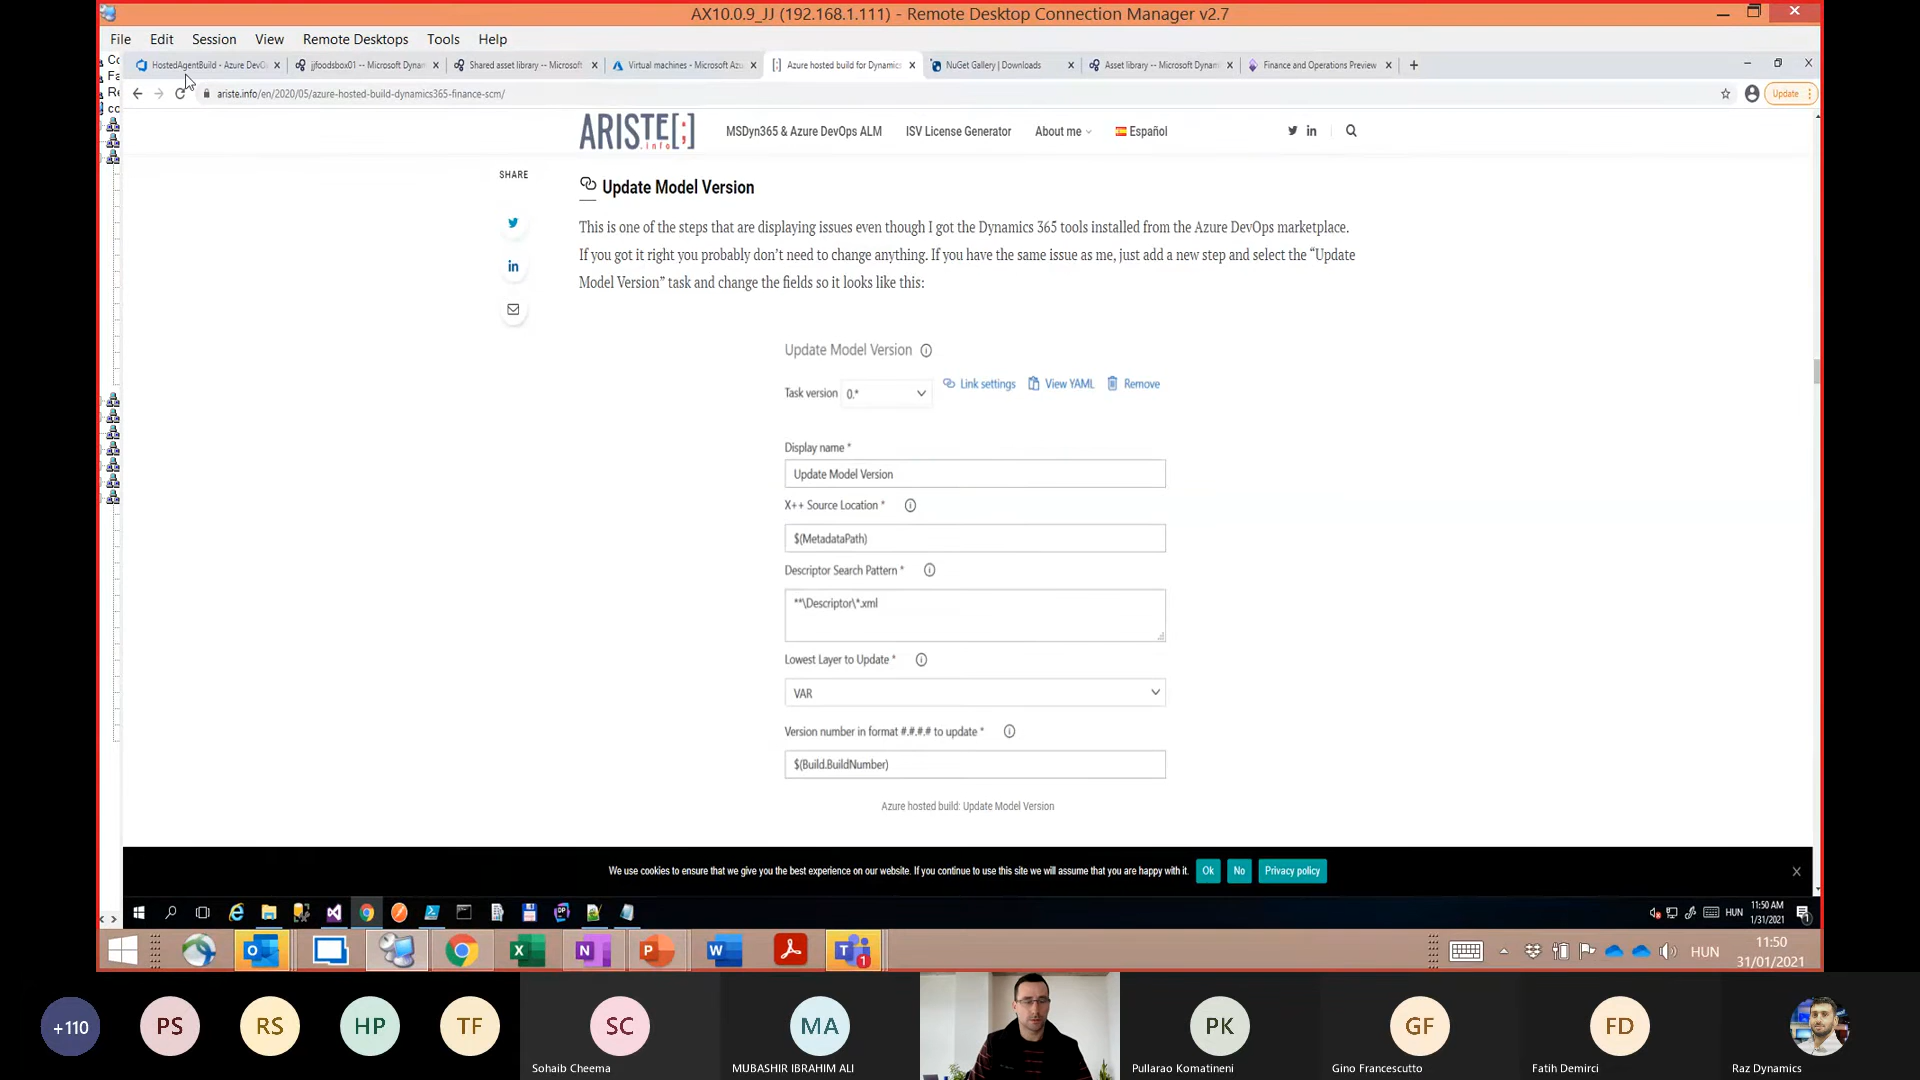 AX10.0.9_JJ (192.168.1.111) - Remote Desktop Connection Manager v2.7
File Edit Session View Remote Desktops Tools Help
HostedAgentBuild - Azure DevO
jjfoodsbox01 -- Microsoft Dynam
Shared asset library -- Microsoft
Virtual machines - Microsoft Az
Azure hosted build for Dynamics
NuGet Gallery | Downloads
Asset library -- Microsoft Dynam
Finance and Operations Preview
ariste.info/en/2020/05/azure-hosted-build-dynamics365-finance-scm/
Update
ARISTE[;]
.info
MSDyn365 & Azure DevOps ALM
ISV License Generator
About me
Español
SHARE
Update Model Version
This is one of the steps that are displaying issues even though I got the Dynamics 365 tools installed from the Azure DevOps marketplace.
If you got it right you probably don't need to change anything. If you have the same issue as me, just add a new step and select the “Update
Model Version” task and change the fields so it looks like this:
Update Model Version
Task version 0.*
Link settings View YAML Remove
Display name *
Update Model Version
X++ Source Location *
$(MetadataPath)
Descriptor Search Pattern *
**\Descriptor\*.xml
Lowest Layer to Update *
VAR
Version number in format #.#.#.# to update *
$(Build.BuildNumber)
Azure hosted build: Update Model Version
We use cookies to ensure that we give you the best experience on our website. If you continue to use this site we will assume that you are happy with it.
Ok No Privacy policy
HUN
11:50 AM
1/31/2021
HUN
11:50
31/01/2021
+110
PS
RS
HP
TF
SC
Sohaib Cheema
MA
MUBASHIR IBRAHIM ALI
PK
Pullarao Komatineni
GF
Gino Francescutto
FD
Fatih Demirci
Raz Dynamics